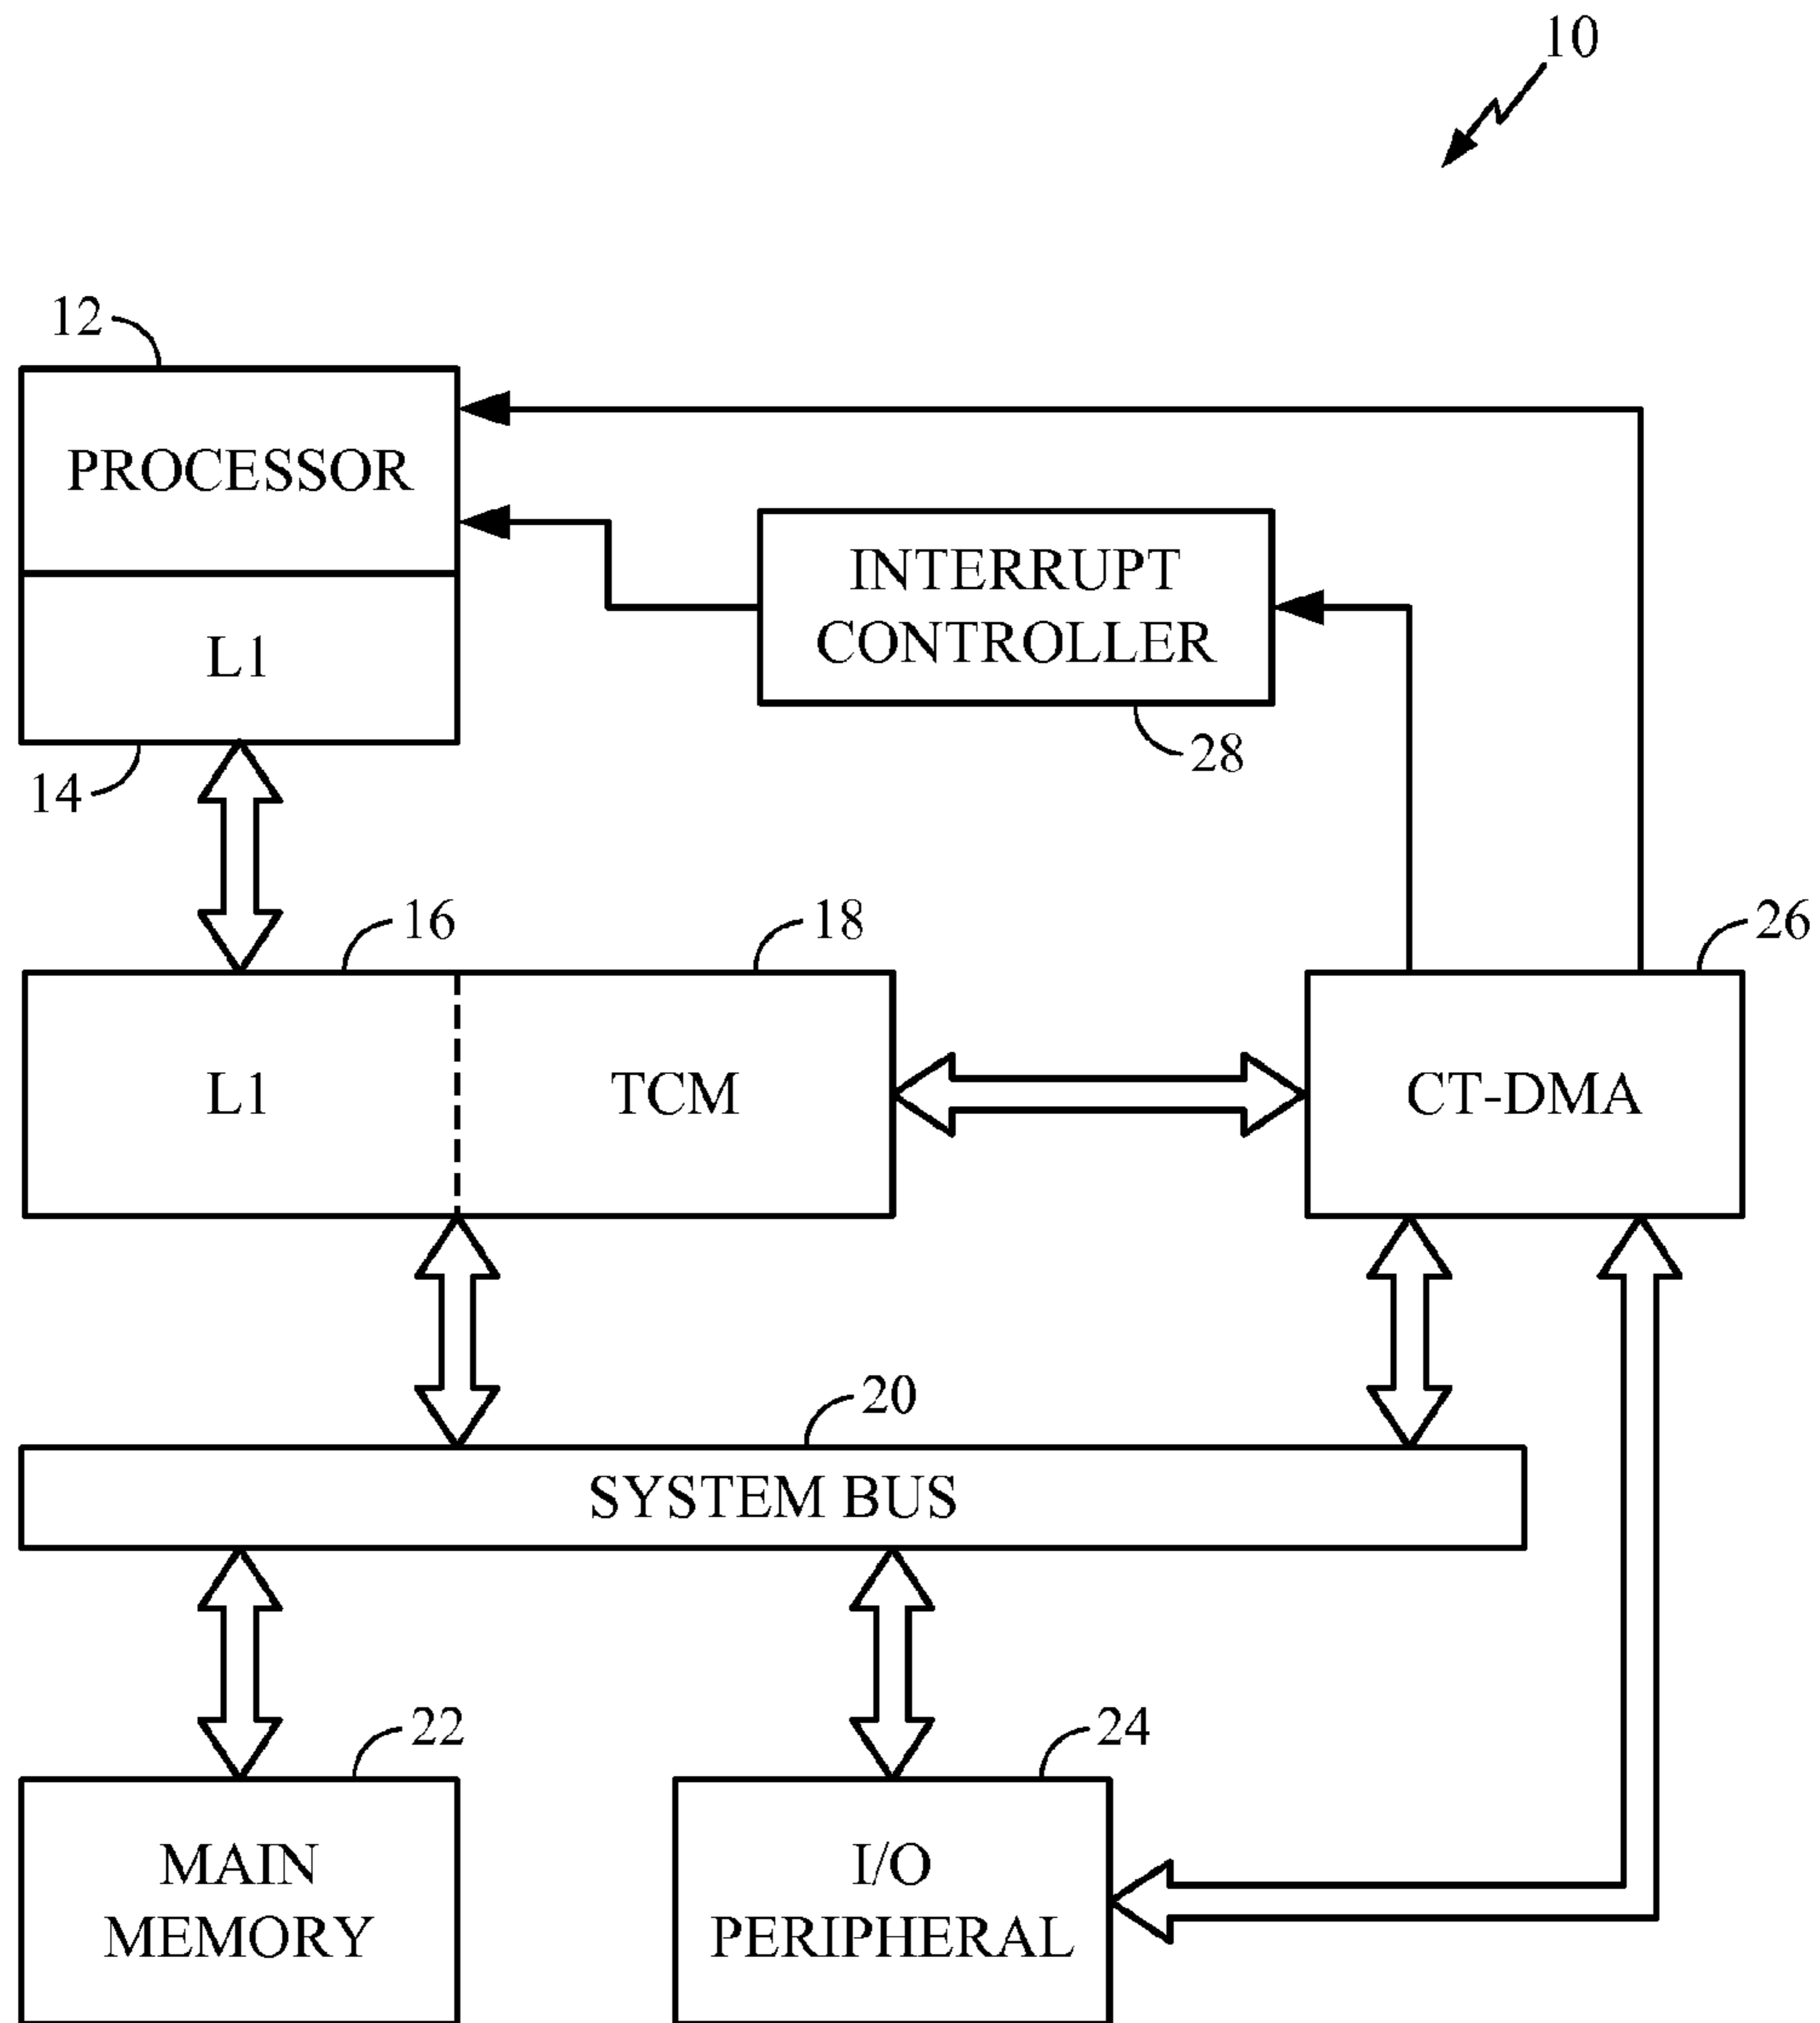 10
12
PROCESSOR
INTERRUPT
CONTROLLER
L1
28
14
16
18
26
L1
TCM
CT-DMA
20
SYSTEM BUS
22
24
MAIN
MEMORY
I/O
PERIPHERAL